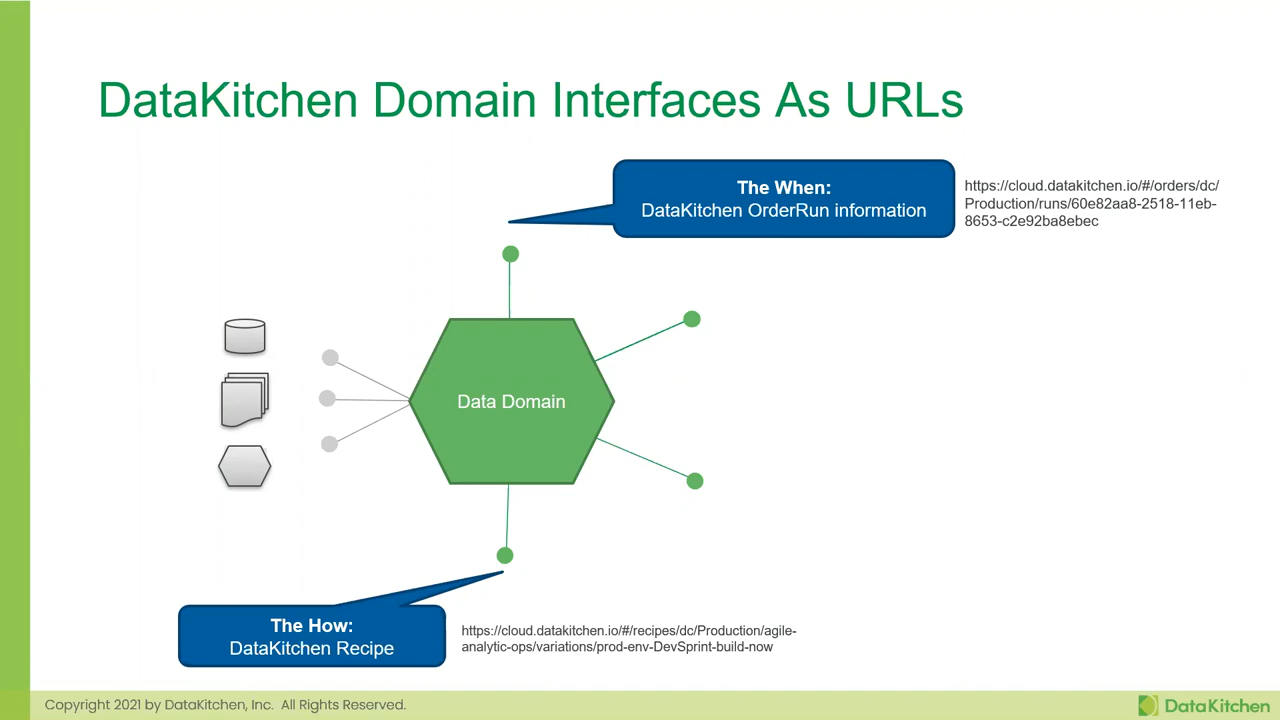 DataKitchen Domain Interfaces As URLs
The When:
DataKitchen OrderRun information
https://cloud.datakitchen.io/#/orders/dc/
Production/runs/60e82aa8-2518-11eb-
8653-c2e92ba8ebec
Data Domain
The How:
DataKitchen Recipe
https://cloud.datakitchen.io/#/recipes/dc/Production/agile-
analytic-ops/variations/prod-env-DevSprint-build-now
Copyright 2021 by DataKitchen, Inc. All Rights Reserved.
DataKitchen